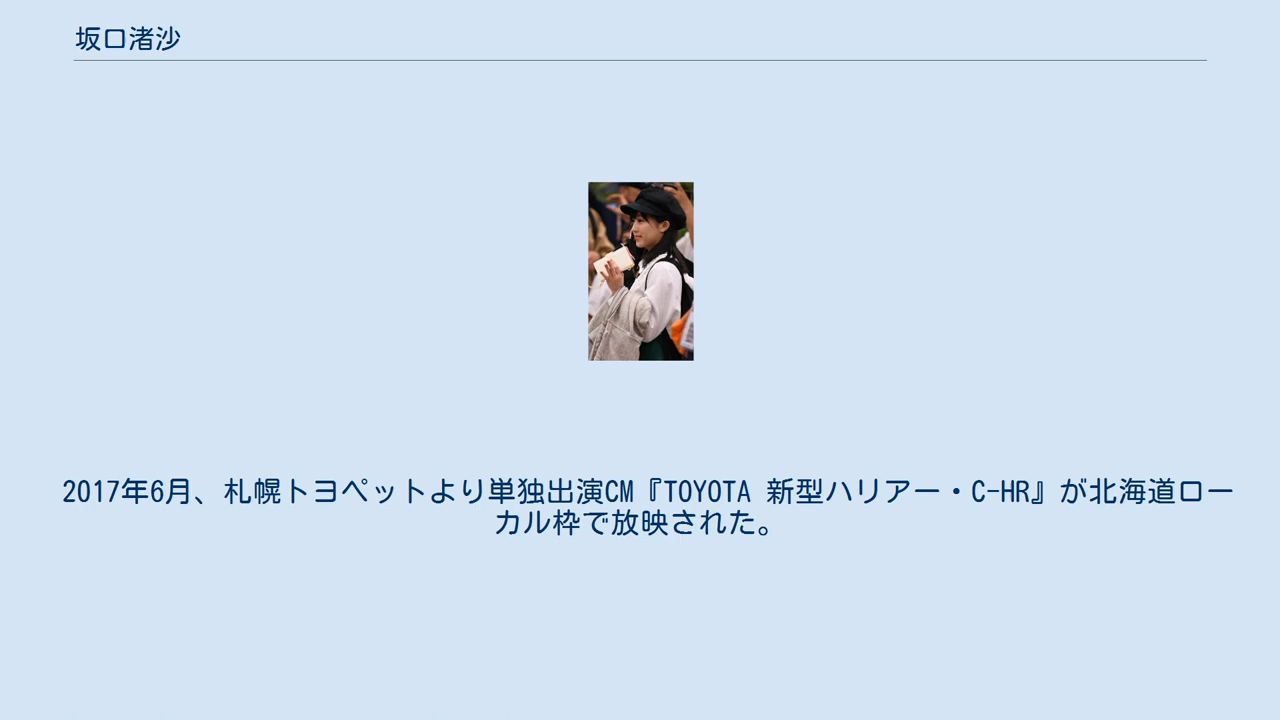 坂口渚沙
2017年6月、札幌トヨペットより単独出演CM『TOYOTA 新型ハリアー・C-HR』が北海道ロー
カル枠で放映された。